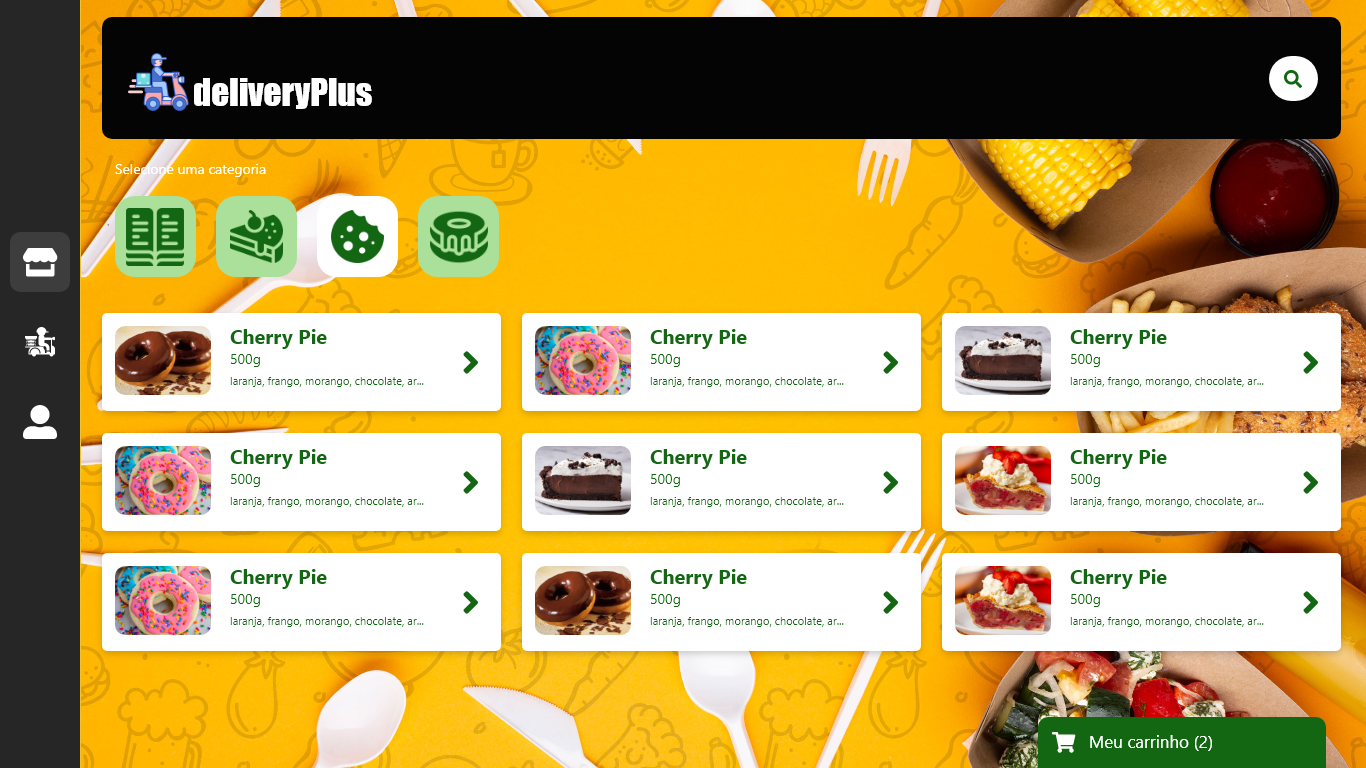 deliveryPlus
Selecione uma categoria
Cherry Pie
500g
laranja, frango, morango, chocolate, ar...
Cherry Pie
500g
laranja, frango, morango, chocolate, ar...
Cherry Pie
500g
laranja, frango, morango, chocolate, ar...
Cherry Pie
500g
laranja, frango, morango, chocolate, ar...
Cherry Pie
500g
laranja, frango, morango, chocolate, ar...
Cherry Pie
500g
laranja, frango, morango, chocolate, ar...
Cherry Pie
500g
laranja, frango, morango, chocolate, ar...
Cherry Pie
500g
laranja, frango, morango, chocolate, ar...
Cherry Pie
500g
laranja, frango, morango, chocolate, ar...
Meu carrinho (2)